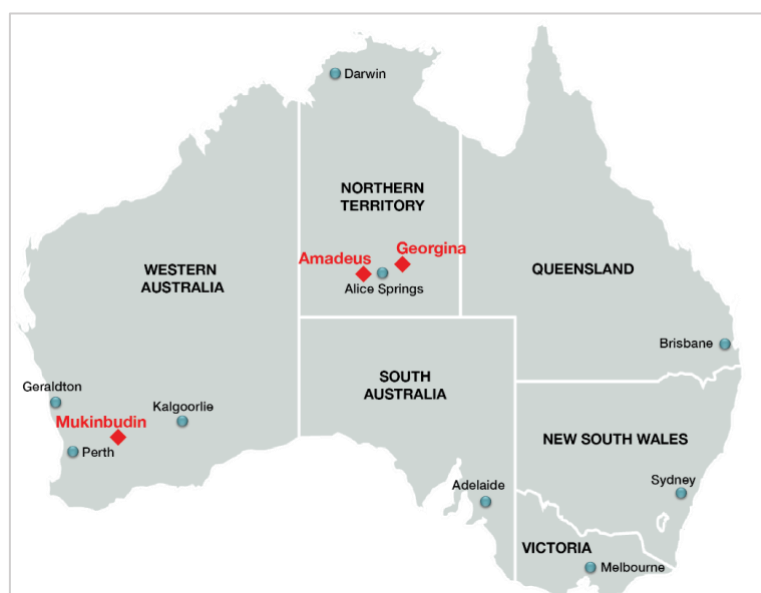 Darwin
NORTHERN
TERRITORY
Georgina
Amadeus
Alice Springs
WESTERN
AUSTRALIA
QUEENSLAND
Brisbane
SOUTH
AUSTRALIA
Geraldton
Kalgoorlie
Mukinbudin
Perth
NEW SOUTH WALES
Adelaide
Sydney
VICTORIA
Melbourne